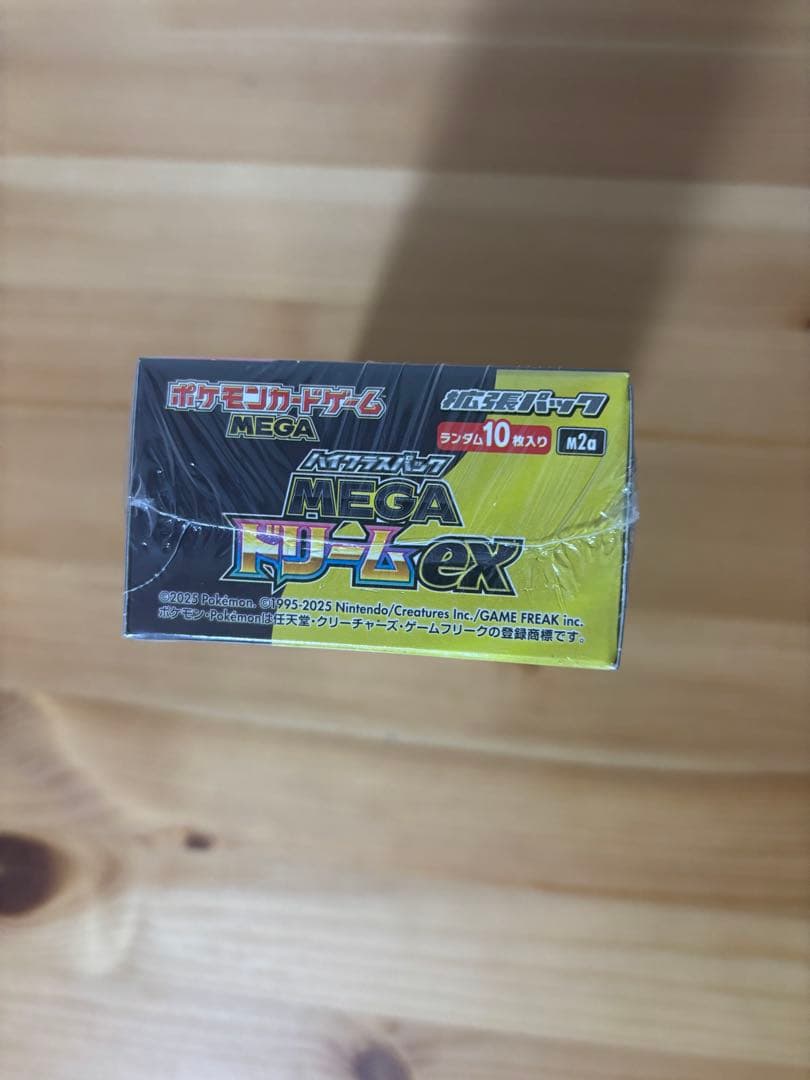 ポケモンカードゲーム
MEGA
拡張パック
ランダム10枚入り
M2a
ハイクラスパック
MEGA
ドリームex
©2025 Pokémon. ©1995-2025 Nintendo/Creatures Inc./GAME FREAK inc.
ポケモン・Pokémonは任天堂・クリーチャーズ・ゲームフリークの登録商標です。